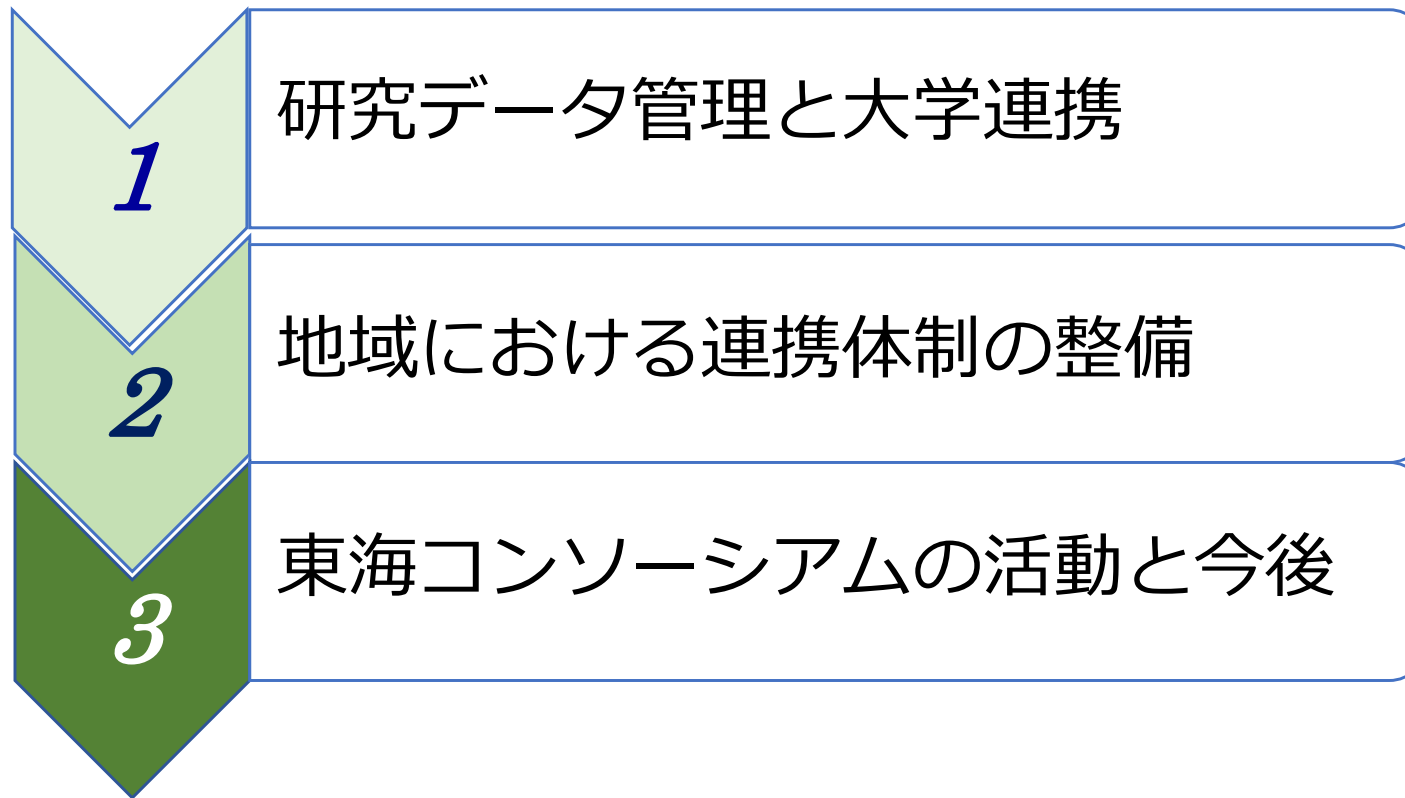 1
研究データ管理と大学連携
2
地域における連携体制の整備
3
東海コンソーシアムの活動と今後